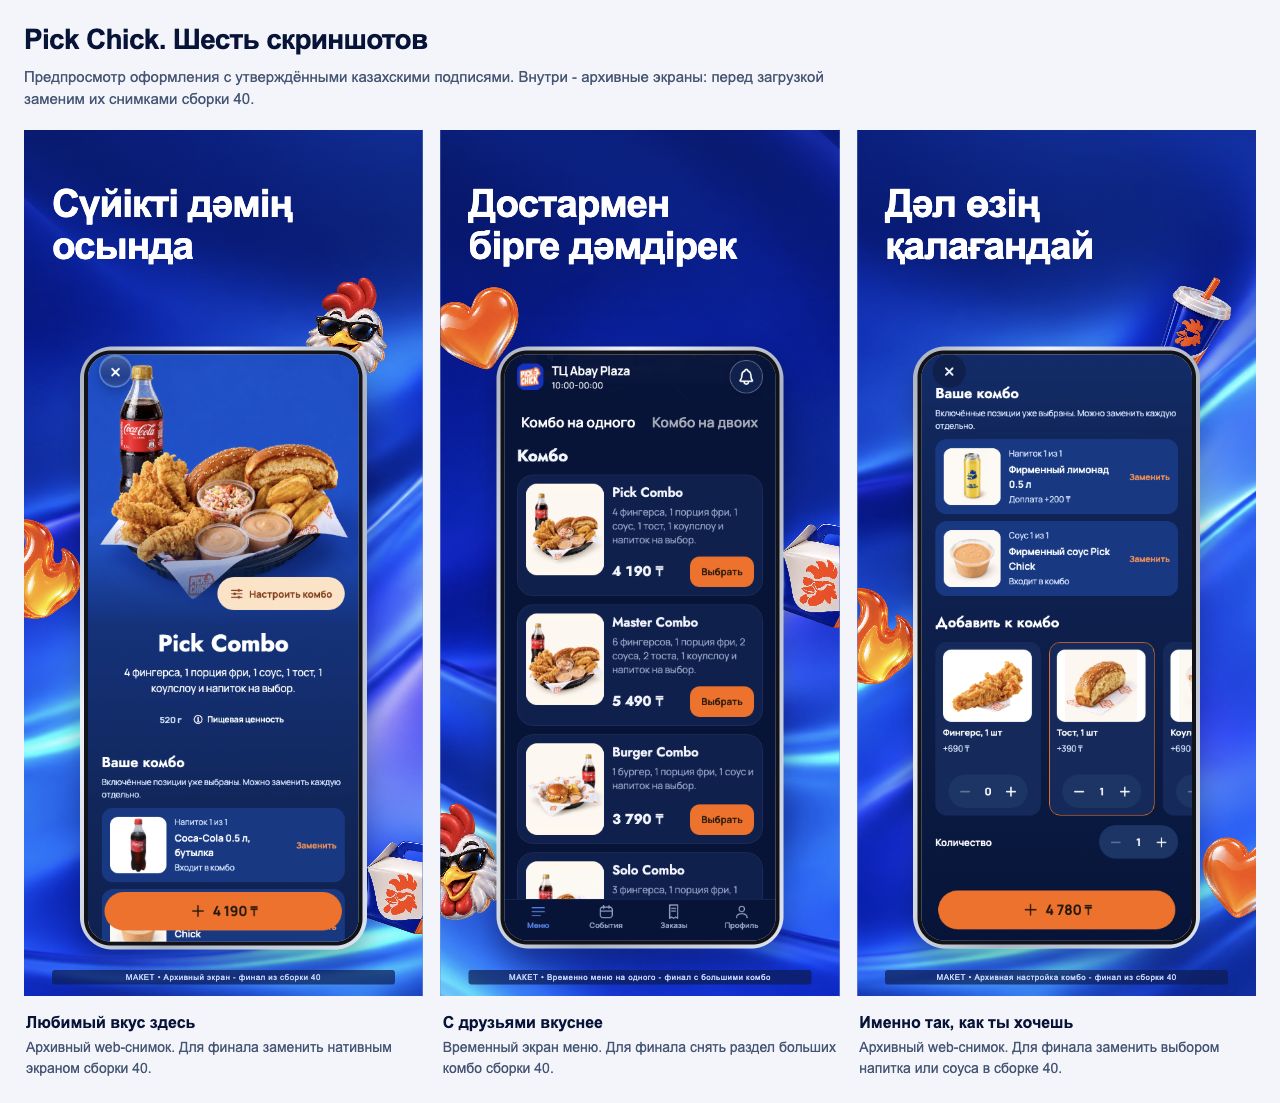 Pick Chick. Шесть скриншотов
Предпросмотр оформления с утверждёнными казахскими подписями. Внутри - архивные экраны: перед загрузкой
заменим их снимками сборки 40.
Сүйікті дәмің
осында
Coca-Cola
PICK CHICK
Настроить комбо
Pick Combo
4 фингерса, 1 порция фри, 1 соус, 1 тост, 1
коулслоу и напиток на выбор.
520 г
Пищевая ценность
Ваше комбо
Включённые позиции уже выбраны. Можно заменить каждую
отдельно.
Напиток 1 из 1
Coca-Cola 0.5 л,
бутылка
Входит в комбо
Заменить
+ 4 190 ₸
Chick
МАКЕТ • Архивный экран - финал из сборки 40
Любимый вкус здесь
Архивный web-снимок. Для финала заменить нативным
экраном сборки 40.
Достармен
бірге дәмдірек
PICK CHICK
ТЦ Abay Plaza
10:00-00:00
Комбо на одного
Комбо на двоих
Комбо
Pick Combo
4 фингерса, 1 порция фри, 1
соус, 1 тост, 1 коулслоу и
напиток на выбор.
4 190 ₸
Выбрать
Master Combo
6 фингерсов, 1 порция фри, 2
соуса, 2 тоста, 1 коулслоу и
напиток на выбор.
5 490 ₸
Выбрать
Burger Combo
1 бургер, 1 порция фри, 1 соус и
напиток на выбор.
3 790 ₸
Выбрать
Solo Combo
3 фингерса, 1 порция фри, 1
Меню
События
Заказы
Профиль
МАКЕТ • Временно меню на одного - финал с большими комбо
С друзьями вкуснее
Временный экран меню. Для финала снять раздел больших
комбо сборки 40.
Дәл өзің
қалағандай
Ваше комбо
Включённые позиции уже выбраны. Можно заменить каждую
отдельно.
Напиток 1 из 1
Фирменный лимонад
0.5 л
Доплата +200 ₸
Заменить
Соус 1 из 1
Фирменный соус Pick
Chick
Входит в комбо
Заменить
Добавить к комбо
Фингерс, 1 шт
+690 ₸
− 0 +
Тост, 1 шт
+390 ₸
− 1 +
Коул
+690
Количество
− 1 +
+ 4 780 ₸
МАКЕТ • Архивная настройка комбо - финал из сборки 40
Именно так, как ты хочешь
Архивный web-снимок. Для финала заменить выбором
напитка или соуса в сборке 40.